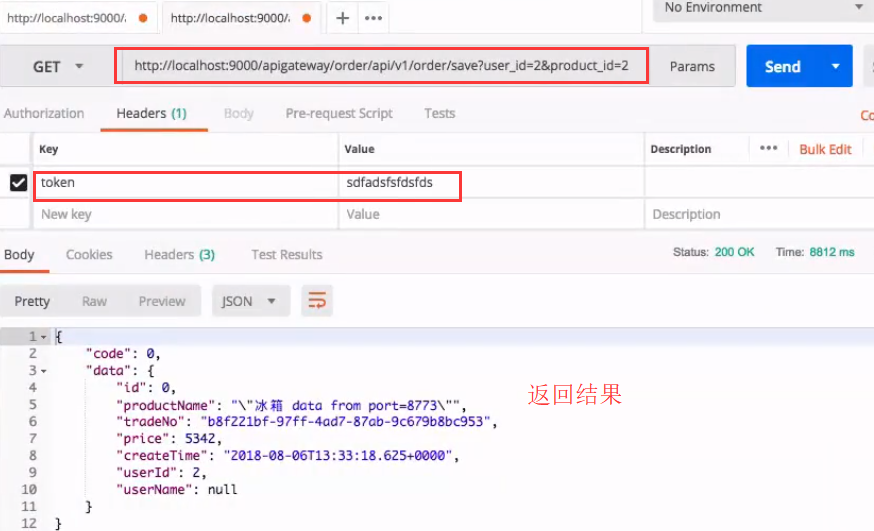 http://localhost:9000/a http://localhost:9000/a + ••• No Environment
GET http://localhost:9000/apigateway/order/api/v1/order/save?user_id=2&product_id=2 Params Send
Authorization Headers (1) Body Pre-request Script Tests Co
Key Value Description ••• Bulk Edit
token sdfadsfsfdsfds
New key Value Description
Body Cookies Headers (3) Test Results Status: 200 OK Time: 8812 ms
Pretty Raw Preview JSON
1 {
2 "code": 0,
3 "data": {
4 "id": 0,
5 "productName": "\"冰箱 data from port=8773\"",
6 "tradeNo": "b8f221bf-97ff-4ad7-87ab-9c679b8bc953",
7 "price": 5342,
8 "createTime": "2018-08-06T13:33:18.625+0000",
9 "userId": 2,
10 "userName": null
11 }
12 }
返回结果